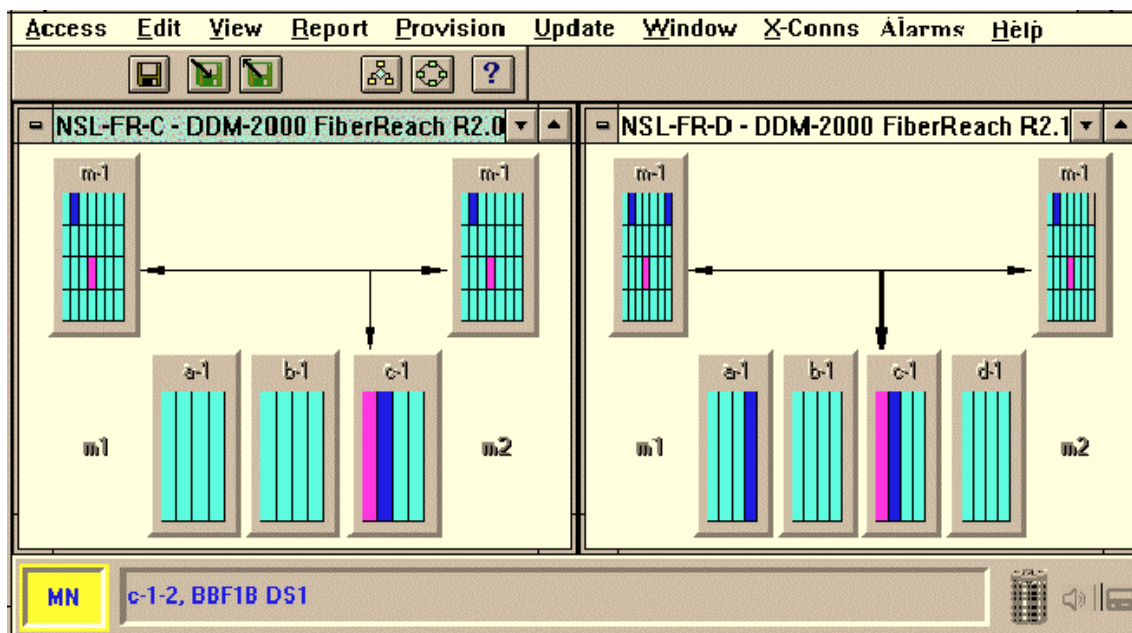 Access Edit View Report Provision Update Window X-Conns Alarms Help
?
NSL-FR-C - DDM-2000 FiberReach R2.0
m-1 m-1
a-1 b-1 c-1
m1 m2
NSL-FR-D - DDM-2000 FiberReach R2.1
m-1 m-1
a-1 b-1 c-1 d-1
m1 m2
MN c-1-2, BBF1B DS1